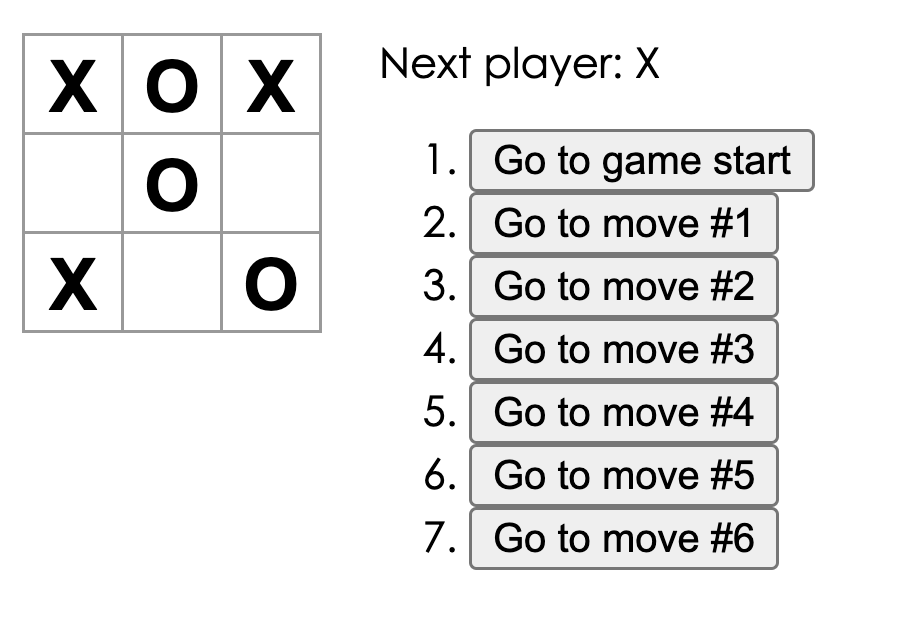 X O X
O
X O
Next player: X
1. Go to game start
2. Go to move #1
3. Go to move #2
4. Go to move #3
5. Go to move #4
6. Go to move #5
7. Go to move #6